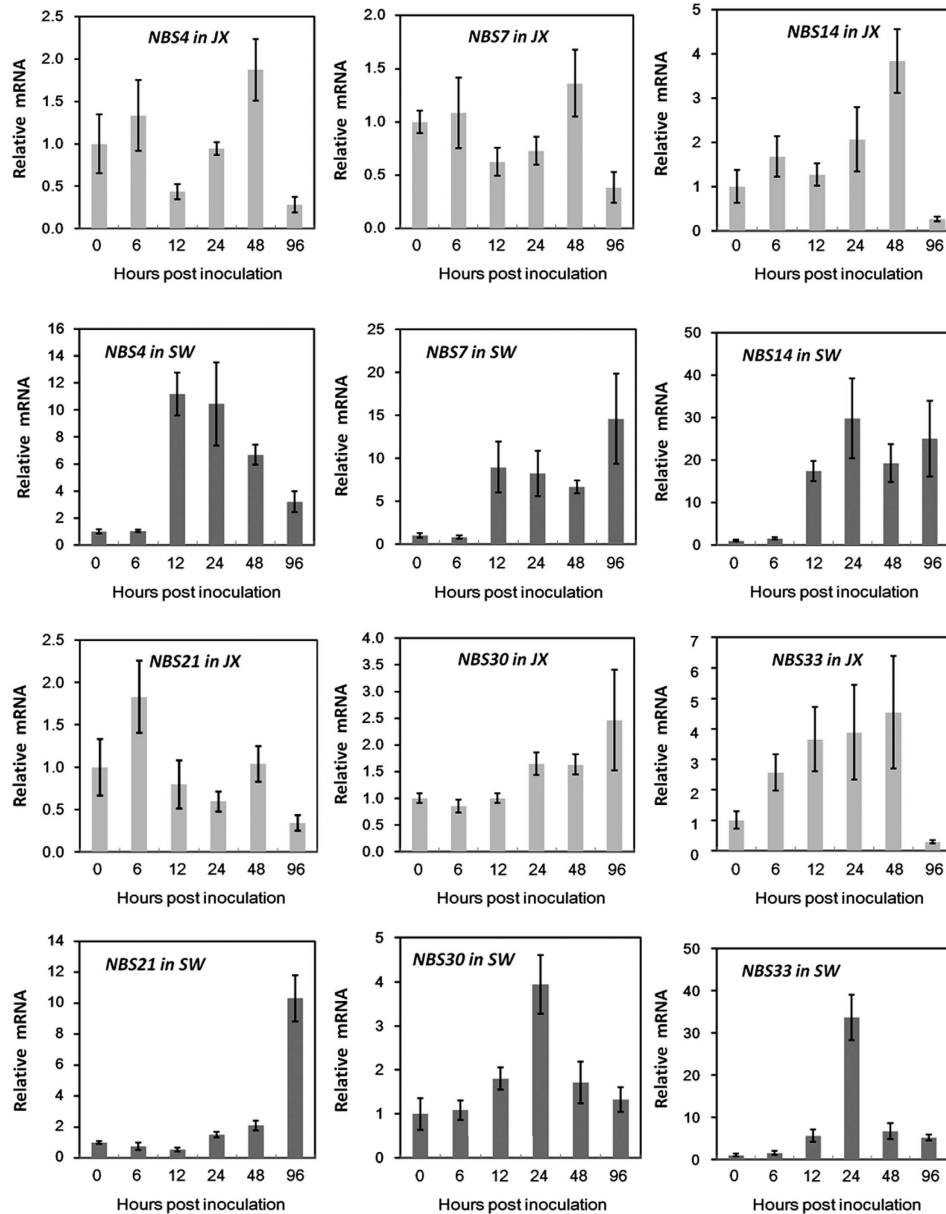 NBS4 in JX
Relative mRNA
2.5
2.0
1.5
1.0
0.5
0.0
0 6 12 24 48 96
Hours post inoculation
NBS7 in JX
Relative mRNA
2.0
1.5
1.0
0.5
0.0
0 6 12 24 48 96
Hours post inoculation
NBS14 in JX
Relative mRNA
5
4
3
2
1
0
0 6 12 24 48 96
Hours post inoculation
NBS4 in SW
Relative mRNA
16
14
12
10
8
6
4
2
0
0 6 12 24 48 96
Hours post inoculation
NBS7 in SW
Relative mRNA
25
20
15
10
5
0
0 6 12 24 48 96
Hours post inoculation
NBS14 in SW
Relative mRNA
50
40
30
20
10
0
0 6 12 24 48 96
Hours post inoculation
NBS21 in JX
Relative mRNA
2.5
2.0
1.5
1.0
0.5
0.0
0 6 12 24 48 96
Hours post inoculation
NBS30 in JX
Relative mRNA
4.0
3.5
3.0
2.5
2.0
1.5
1.0
0.5
0.0
0 6 12 24 48 96
Hours post inoculation
NBS33 in JX
Relative mRNA
7
6
5
4
3
2
1
0
0 6 12 24 48 96
Hours post inoculation
NBS21 in SW
Relative mRNA
14
12
10
8
6
4
2
0
0 6 12 24 48 96
Hours post inoculation
NBS30 in SW
Relative mRNA
5
4
3
2
1
0
0 6 12 24 48 96
Hours post inoculation
NBS33 in SW
Relative mRNA
50
40
30
20
10
0
0 6 12 24 48 96
Hours post inoculation